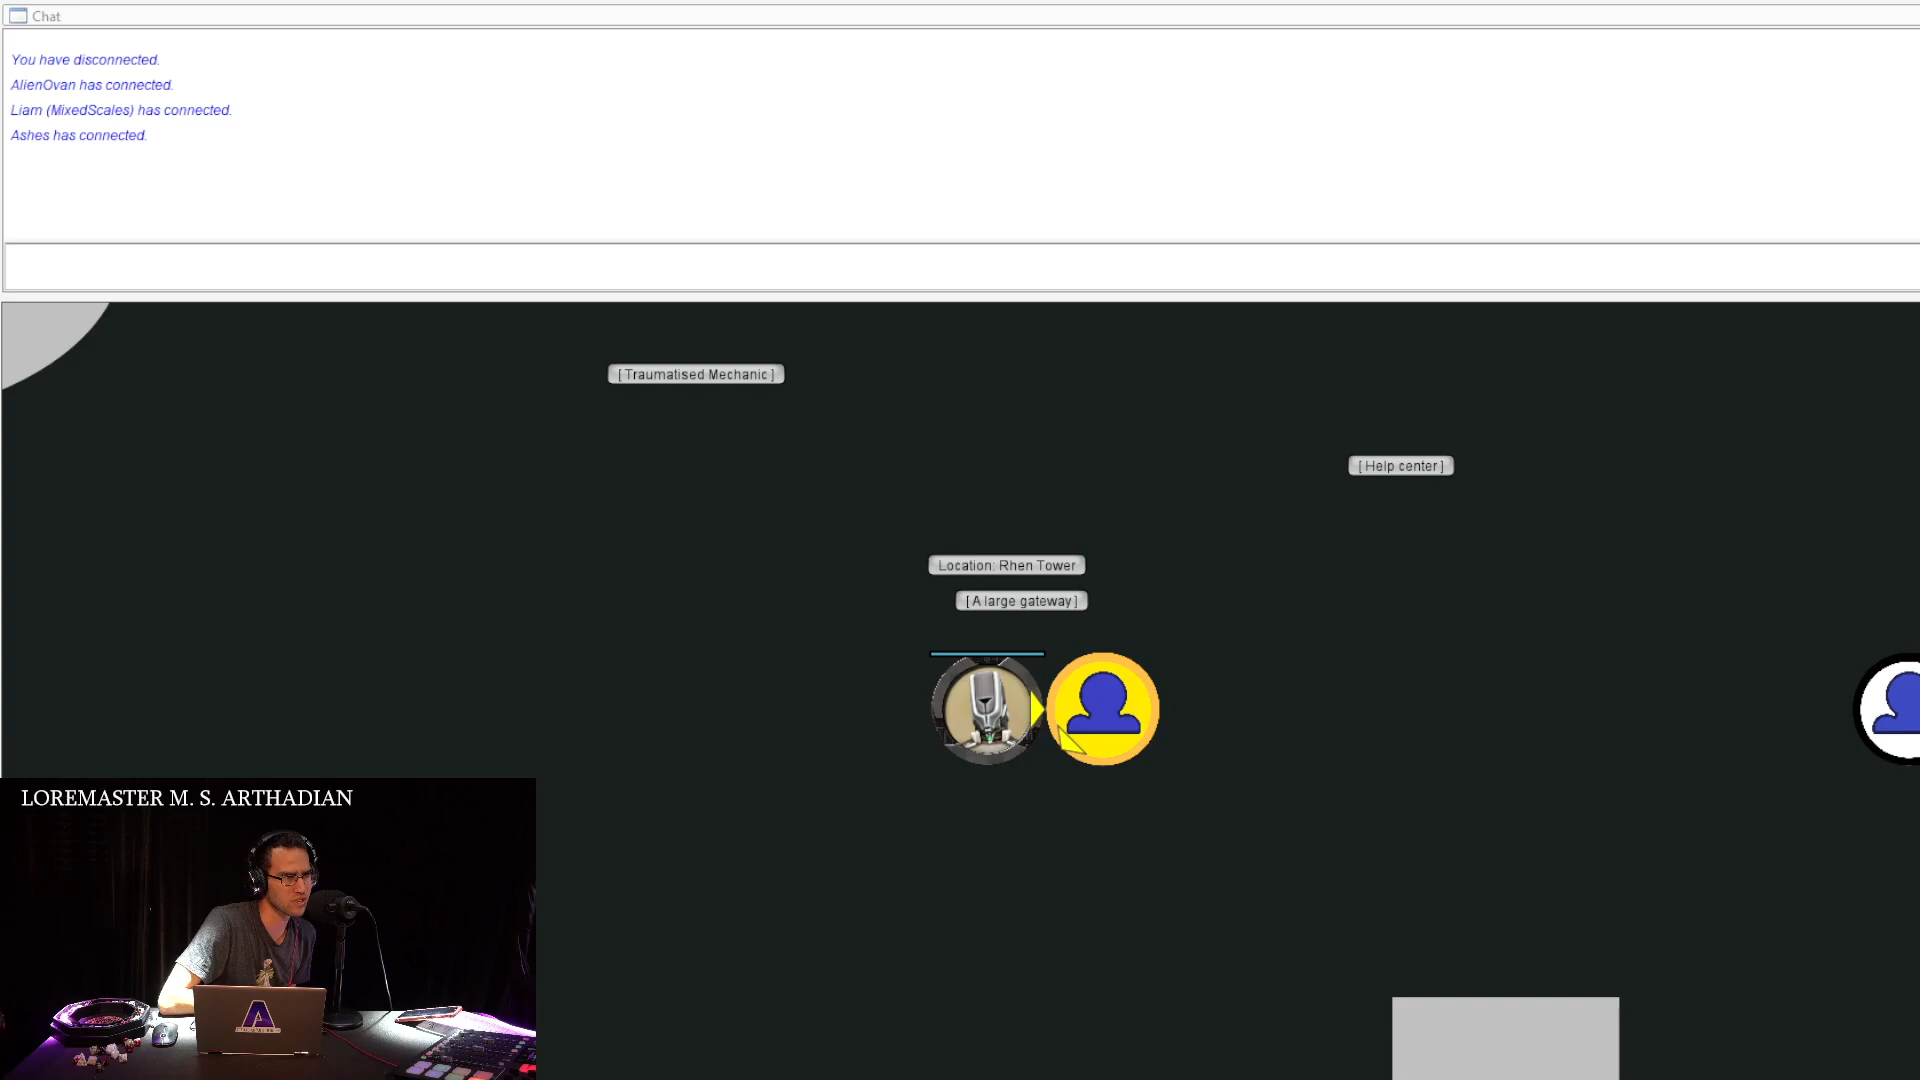 Chat
You have disconnected.
AlienOvan has connected.
Liam (MixedScales) has connected.
Ashes has connected.
[ Traumatised Mechanic ]
[ Help center ]
Location: Rhen Tower
[ A large gateway ]
LOREMASTER M. S. ARTHADIAN